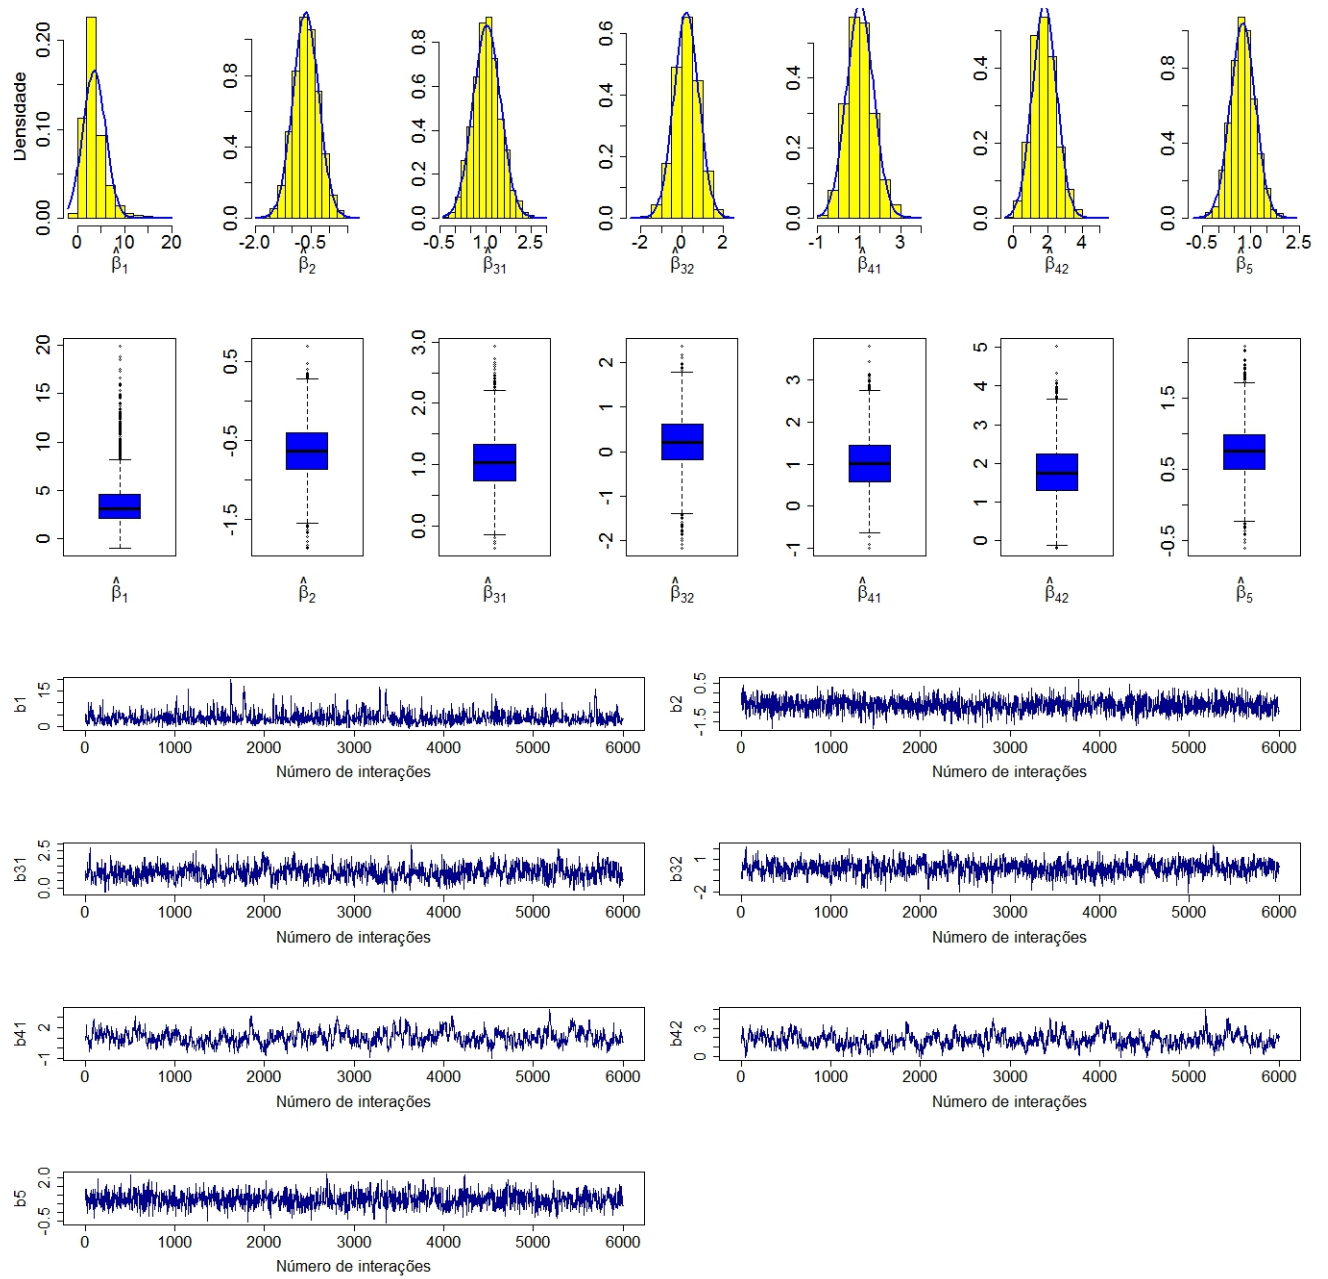 Densidade
0.00 0.10 0.20
0 10 20
β̂1
0.0 0.4 0.8
-2.0 -0.5
β̂2
0.0 0.2 0.4 0.6 0.8
-0.5 1.0 2.5
β̂31
0.0 0.2 0.4 0.6
-2 0 2
β̂32
0.0 0.2 0.4
-1 1 3
β̂41
0.0 0.2 0.4
0 2 4
β̂42
0.0 0.4 0.8
-0.5 1.0 2.5
β̂5
0 5 10 15 20
β̂1
-1.5 -0.5 0.5
β̂2
0.0 1.0 2.0 3.0
β̂31
-2 -1 0 1 2
β̂32
-1 0 1 2 3
β̂41
0 1 2 3 4 5
β̂42
-0.5 0.5 1.5
β̂5
b1
0 15
0 1000 2000 3000 4000 5000 6000
Número de interações
b2
-1.5 0.5
0 1000 2000 3000 4000 5000 6000
Número de interações
b31
0.0 2.5
0 1000 2000 3000 4000 5000 6000
Número de interações
b32
-2 1
0 1000 2000 3000 4000 5000 6000
Número de interações
b41
-1 2
0 1000 2000 3000 4000 5000 6000
Número de interações
b42
0 3
0 1000 2000 3000 4000 5000 6000
Número de interações
b5
-0.5 2.0
0 1000 2000 3000 4000 5000 6000
Número de interações